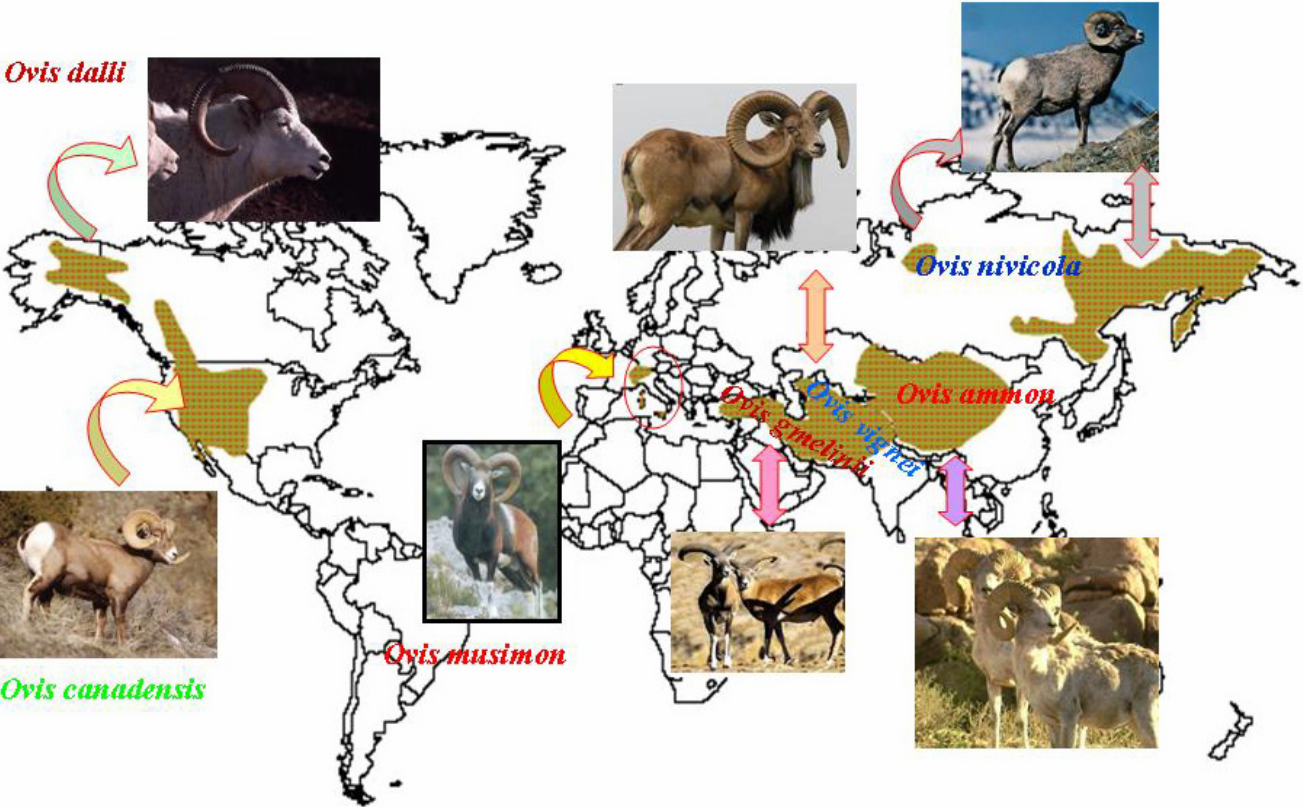 Ovis dalli
Ovis nivicola
Ovis ammon
Ovis vignei
Ovis gmelinii
Ovis musimon
Ovis canadensis